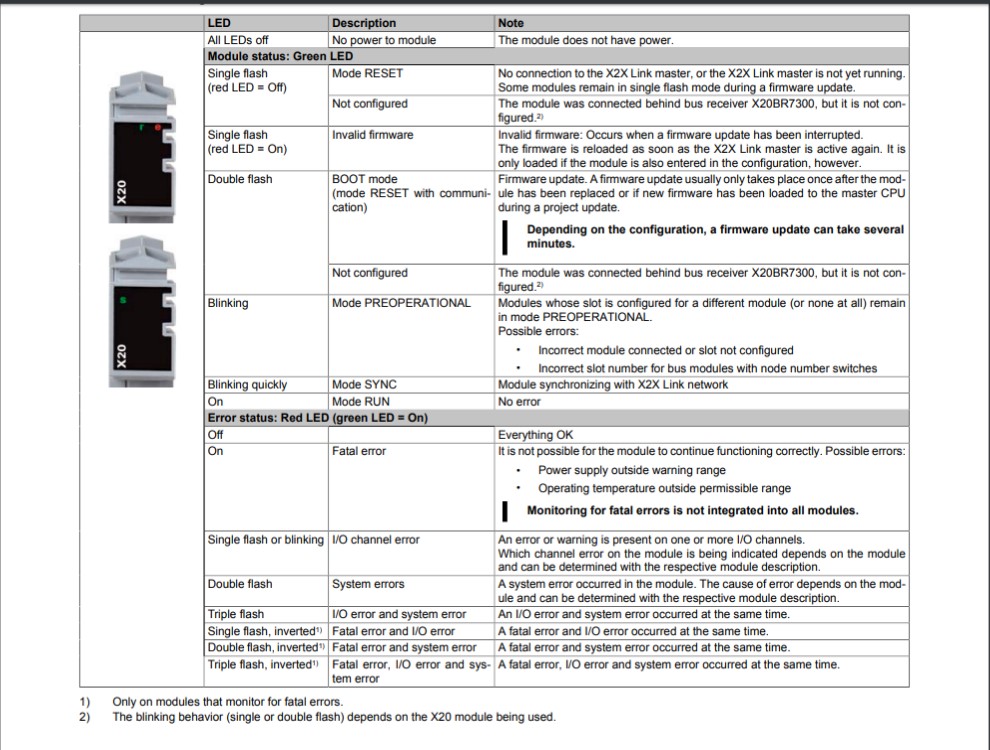 LED Description Note
All LEDs off No power to module The module does not have power.
Module status: Green LED
Single flash Mode RESET No connection to the X2X Link master, or the X2X Link master is not yet running.
(red LED = Off) Some modules remain in single flash mode during a firmware update.
Not configured The module was connected behind bus receiver X20BR7300, but it is not con-
figured.2)
Single flash Invalid firmware Invalid firmware: Occurs when a firmware update has been interrupted.
(red LED = On) The firmware is reloaded as soon as the X2X Link master is active again. It is
only loaded if the module is also entered in the configuration, however.
Double flash BOOT mode Firmware update. A firmware update usually only takes place once after the mod-
(mode RESET with communi- ule has been replaced or if new firmware has been loaded to the master CPU
cation) during a project update.
Depending on the configuration, a firmware update can take several
minutes.
Not configured The module was connected behind bus receiver X20BR7300, but it is not con-
figured.2)
Blinking Mode PREOPERATIONAL Modules whose slot is configured for a different module (or none at all) remain
in mode PREOPERATIONAL.
Possible errors:
• Incorrect module connected or slot not configured
• Incorrect slot number for bus modules with node number switches
Blinking quickly Mode SYNC Module synchronizing with X2X Link network
On Mode RUN No error
Error status: Red LED (green LED = On)
Off Everything OK
On Fatal error It is not possible for the module to continue functioning correctly. Possible errors:
• Power supply outside warning range
• Operating temperature outside permissible range
Monitoring for fatal errors is not integrated into all modules.
Single flash or blinking I/O channel error An error or warning is present on one or more I/O channels.
Which channel error on the module is being indicated depends on the module
and can be determined with the respective module description.
Double flash System errors A system error occurred in the module. The cause of error depends on the mod-
ule and can be determined with the respective module description.
Triple flash I/O error and system error An I/O error and system error occurred at the same time.
Single flash, inverted1) Fatal error and I/O error A fatal error and I/O error occurred at the same time.
Double flash, inverted1) Fatal error and system error A fatal error and system error occurred at the same time.
Triple flash, inverted1) Fatal error, I/O error and sys- A fatal error, I/O error and system error occurred at the same time.
tem error
r e
X20
s
X20
1) Only on modules that monitor for fatal errors.
2) The blinking behavior (single or double flash) depends on the X20 module being used.